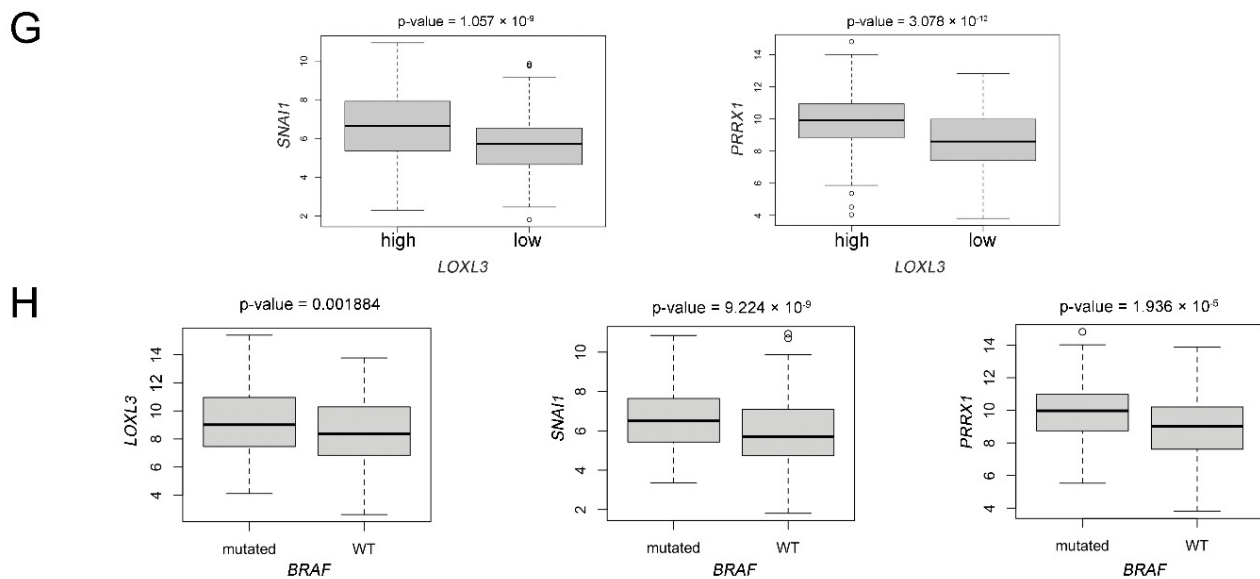 G
p-value = 1.057 × 10⁻⁹
SNAI1
10
8
6
4
2
high low
LOXL3
p-value = 3.078 × 10⁻¹²
PRRX1
14
12
10
8
6
4
high low
LOXL3
H
p-value = 0.001884
LOXL3
14
12
10
8
6
4
mutated WT
BRAF
p-value = 9.224 × 10⁻⁹
SNAI1
10
8
6
4
2
mutated WT
BRAF
p-value = 1.936 × 10⁻⁵
PRRX1
14
12
10
8
6
4
mutated WT
BRAF